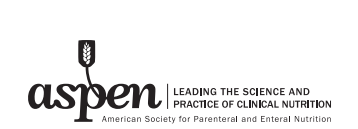 aspen
LEADING THE SCIENCE AND
PRACTICE OF CLINICAL NUTRITION
American Society for Parenteral and Enteral Nutrition